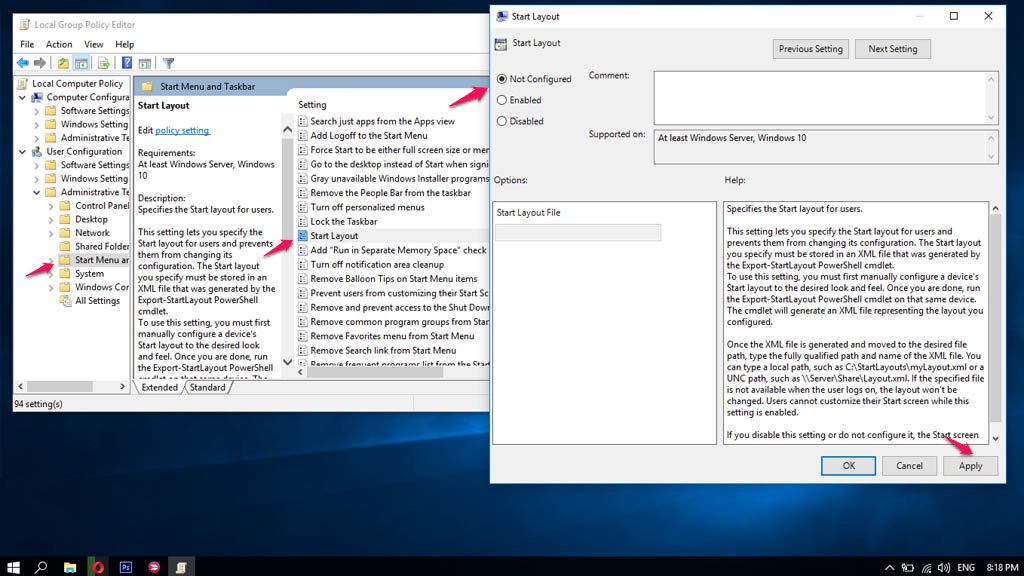 Local Group Policy Editor
File Action View Help
Local Computer Policy
Computer Configura
Software Settings
Windows Setting
Administrative Te
User Configuration
Software Settings
Windows Setting
Administrative Te
Control Panel
Desktop
Network
Shared Folder
Start Menu ar
System
Windows Cor
All Settings
Start Menu and Taskbar
Start Layout
Edit policy setting
Requirements:
At least Windows Server, Windows
10
Description:
Specifies the Start layout for users.
This setting lets you specify the
Start layout for users and prevents
them from changing its
configuration. The Start layout
you specify must be stored in an
XML file that was generated by the
Export-StartLayout PowerShell
cmdlet.
To use this setting, you must first
manually configure a device's
Start layout to the desired look
and feel. Once you are done, run
the Export-StartLayout PowerShell
cmdlet on that same device. The
Setting
Search just apps from the Apps view
Add Logoff to the Start Menu
Force Start to be either full screen size or men
Go to the desktop instead of Start when signi
Gray unavailable Windows Installer programs
Remove the People Bar from the taskbar
Turn off personalized menus
Lock the Taskbar
Start Layout
Add "Run in Separate Memory Space" check
Turn off notification area cleanup
Remove Balloon Tips on Start Menu items
Prevent users from customizing their Start Sc
Remove and prevent access to the Shut Down
Remove common program groups from Start
Remove Favorites menu from Start Menu
Remove Search link from Start Menu
Remove frequent programs list from the Start
Extended Standard
94 setting(s)
Start Layout
Start Layout
Previous Setting Next Setting
Not Configured
Enabled
Disabled
Comment:
Supported on:
At least Windows Server, Windows 10
Options:
Help:
Start Layout File
Specifies the Start layout for users.
This setting lets you specify the Start layout for users and
prevents them from changing its configuration. The Start layout
you specify must be stored in an XML file that was generated by
the Export-StartLayout PowerShell cmdlet.
To use this setting, you must first manually configure a device's
Start layout to the desired look and feel. Once you are done, run
the Export-StartLayout PowerShell cmdlet on that same device.
The cmdlet will generate an XML file representing the layout you
configured.
Once the XML file is generated and moved to the desired file
path, type the fully qualified path and name of the XML file. You
can type a local path, such as C:\StartLayouts\myLayout.xml or a
UNC path, such as \\Server\Share\Layout.xml. If the specified file
is not available when the user logs on, the layout won't be
changed. Users cannot customize their Start screen while this
setting is enabled.
If you disable this setting or do not configure it, the Start screen
OK Cancel Apply
Ps
ENG 8:18 PM